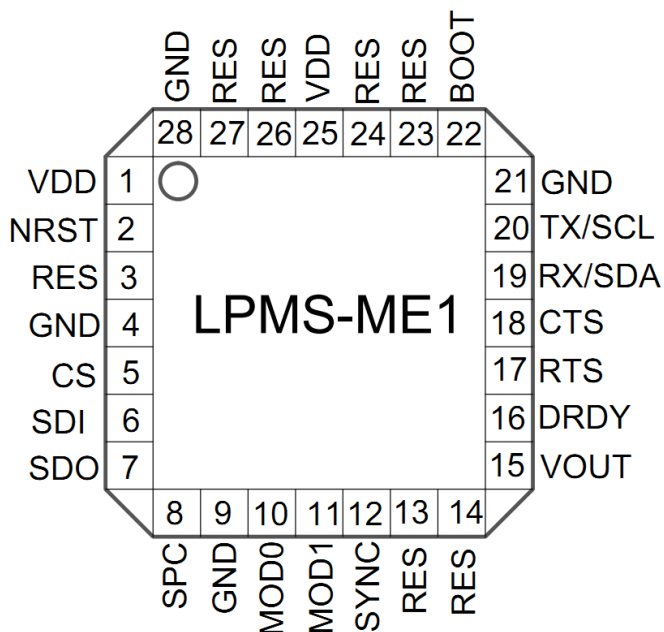 GND RES RES VDD RES RES BOOT
28 27 26 25 24 23 22
VDD 1 21 GND
NRST 2 20 TX/SCL
RES 3 19 RX/SDA
LPMS-ME1
GND 4 18 CTS
CS 5 17 RTS
SDI 6 16 DRDY
SDO 7 15 VOUT
8 9 10 11 12 13 14
SPC GND MOD0 MOD1 SYNC RES RES